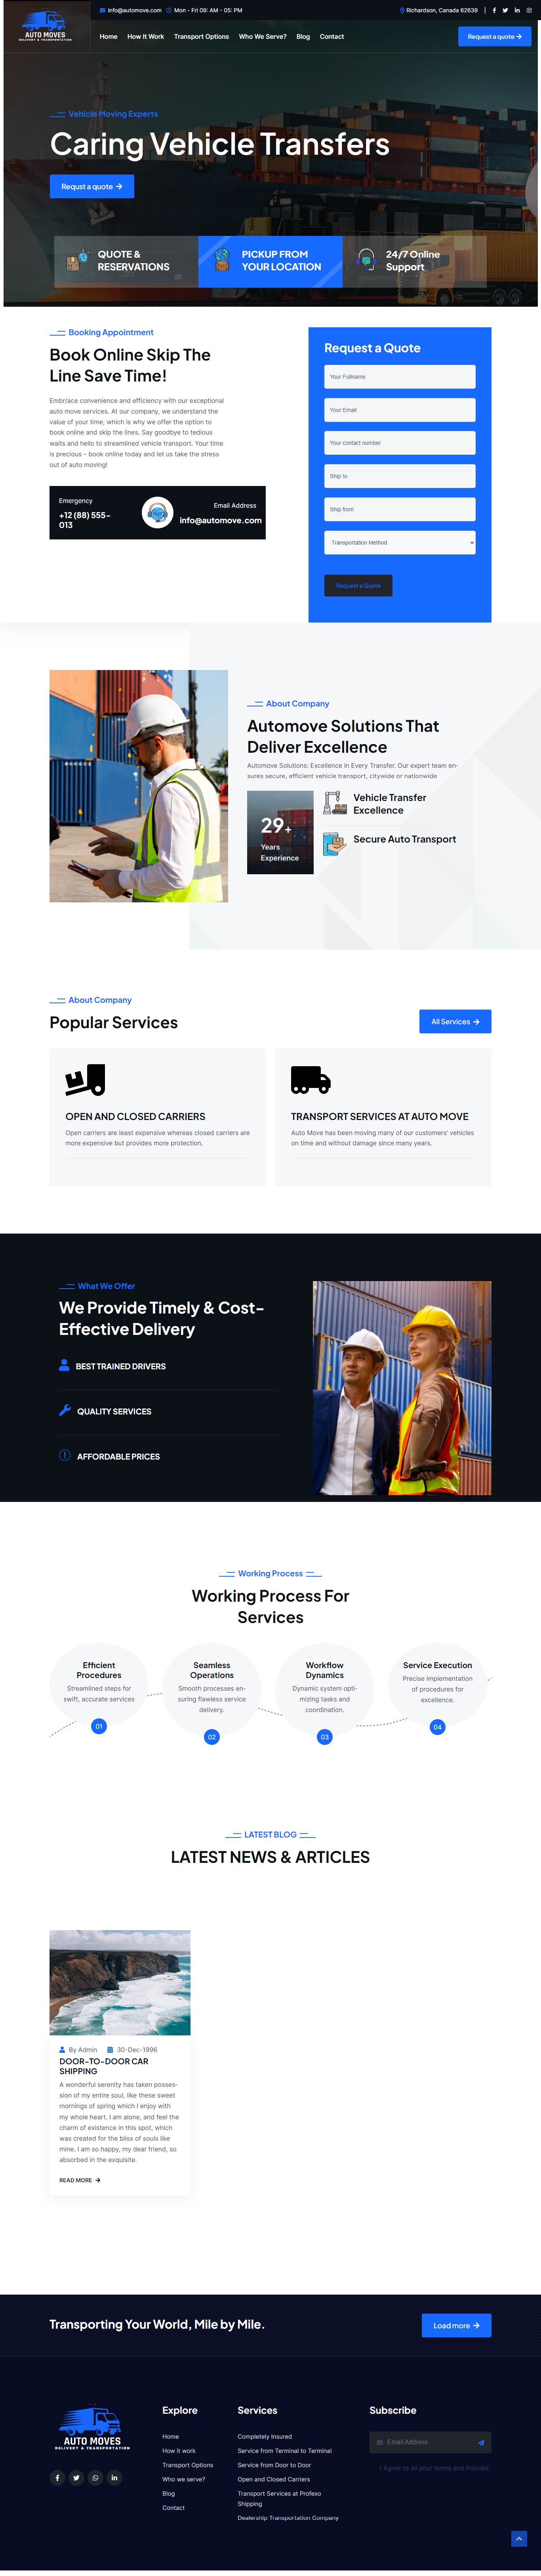 info@automove.com
Mon - Fri 09: AM - 05: PM
Richardson, Canada 62639
AUTO MOVES
DELIVERY & TRANSPORTATION
Home
How It Work
Transport Options
Who We Serve?
Blog
Contact
Request a quote
Vehicle Moving Experts
Caring Vehicle Transfers
Requst a quote
QUOTE &
RESERVATIONS
PICKUP FROM
YOUR LOCATION
24/7 Online
Support
Booking Appointment
Book Online Skip The
Line Save Time!
Embr/ace convenience and efficiency with our exceptional
auto move services. At our company, we understand the
value of your time, which is why we offer the option to
book online and skip the lines. Say goodbye to tedious
waits and hello to streamlined vehicle transport. Your time
is precious – book online today and let us take the stress
out of auto moving!
Emergency
+12 (88) 555-
013
Email Address
info@automove.com
Request a Quote
Your Fullname
Your Email
Your contact number
Ship to
Ship from
Transportation Method
Request a Quote
About Company
Automove Solutions That
Deliver Excellence
Automove Solutions: Excellence in Every Transfer. Our expert team en-
sures secure, efficient vehicle transport, citywide or nationwide
29+
Years
Experience
Vehicle Transfer
Excellence
Secure Auto Transport
About Company
Popular Services
All Services
OPEN AND CLOSED CARRIERS
Open carriers are least expensive whereas closed carriers are
more expensive but provides more protection.
TRANSPORT SERVICES AT AUTO MOVE
Auto Move has been moving many of our customers' vehicles
on time and without damage since many years.
What We Offer
We Provide Timely & Cost-
Effective Delivery
BEST TRAINED DRIVERS
QUALITY SERVICES
AFFORDABLE PRICES
Working Process
Working Process For
Services
Efficient
Procedures
Streamlined steps for
swift, accurate services
01
Seamless
Operations
Smooth processes en-
suring flawless service
delivery.
02
Workflow
Dynamics
Dynamic system opti-
mizing tasks and
coordination.
03
Service Execution
Precise implementation
of procedures for
excellence.
04
LATEST BLOG
LATEST NEWS & ARTICLES
By Admin
30-Dec-1996
DOOR-TO-DOOR CAR
SHIPPING
A wonderful serenity has taken posses-
sion of my entire soul, like these sweet
mornings of spring which I enjoy with
my whole heart. I am alone, and feel the
charm of existence in this spot, which
was created for the bliss of souls like
mine. I am so happy, my dear friend, so
absorbed in the exquisite.
READ MORE
Transporting Your World, Mile by Mile.
Load more
AUTO MOVES
DELIVERY & TRANSPORTATION
Explore
Home
How it work
Transport Options
Who we serve?
Blog
Contact
Services
Completely Insured
Service from Terminal to Terminal
Service from Door to Door
Open and Closed Carriers
Transport Services at Profexo
Shipping
Dealership Transportation Company
Subscribe
Email Address
I Agree to all your terms and Policies